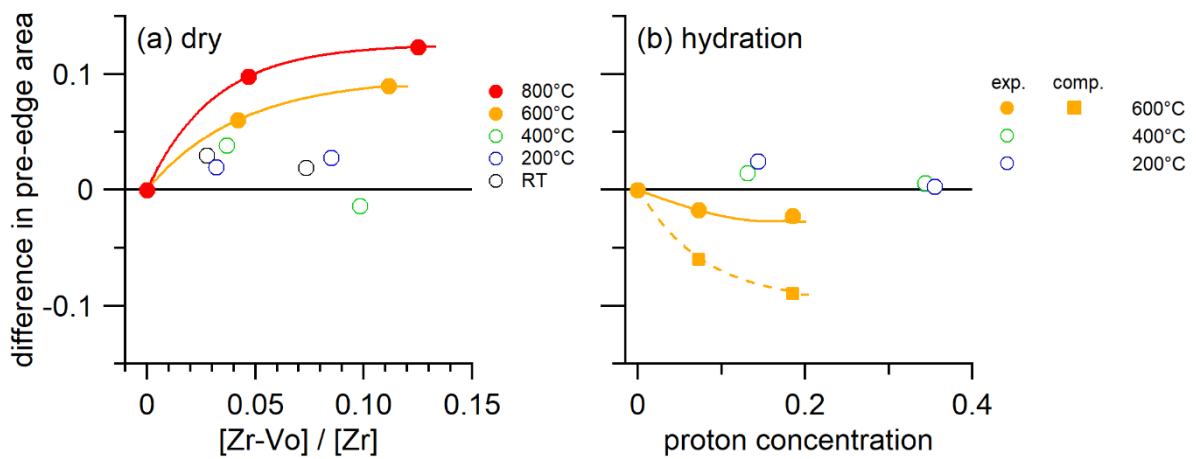 (a) dry
(b) hydration
difference in pre-edge area
0.1
0
-0.1
800°C
600°C
400°C
200°C
RT
exp. comp.
600°C
400°C
200°C
0 0.05 0.10 0.15
[Zr-Vo] / [Zr]
0 0.2 0.4
proton concentration